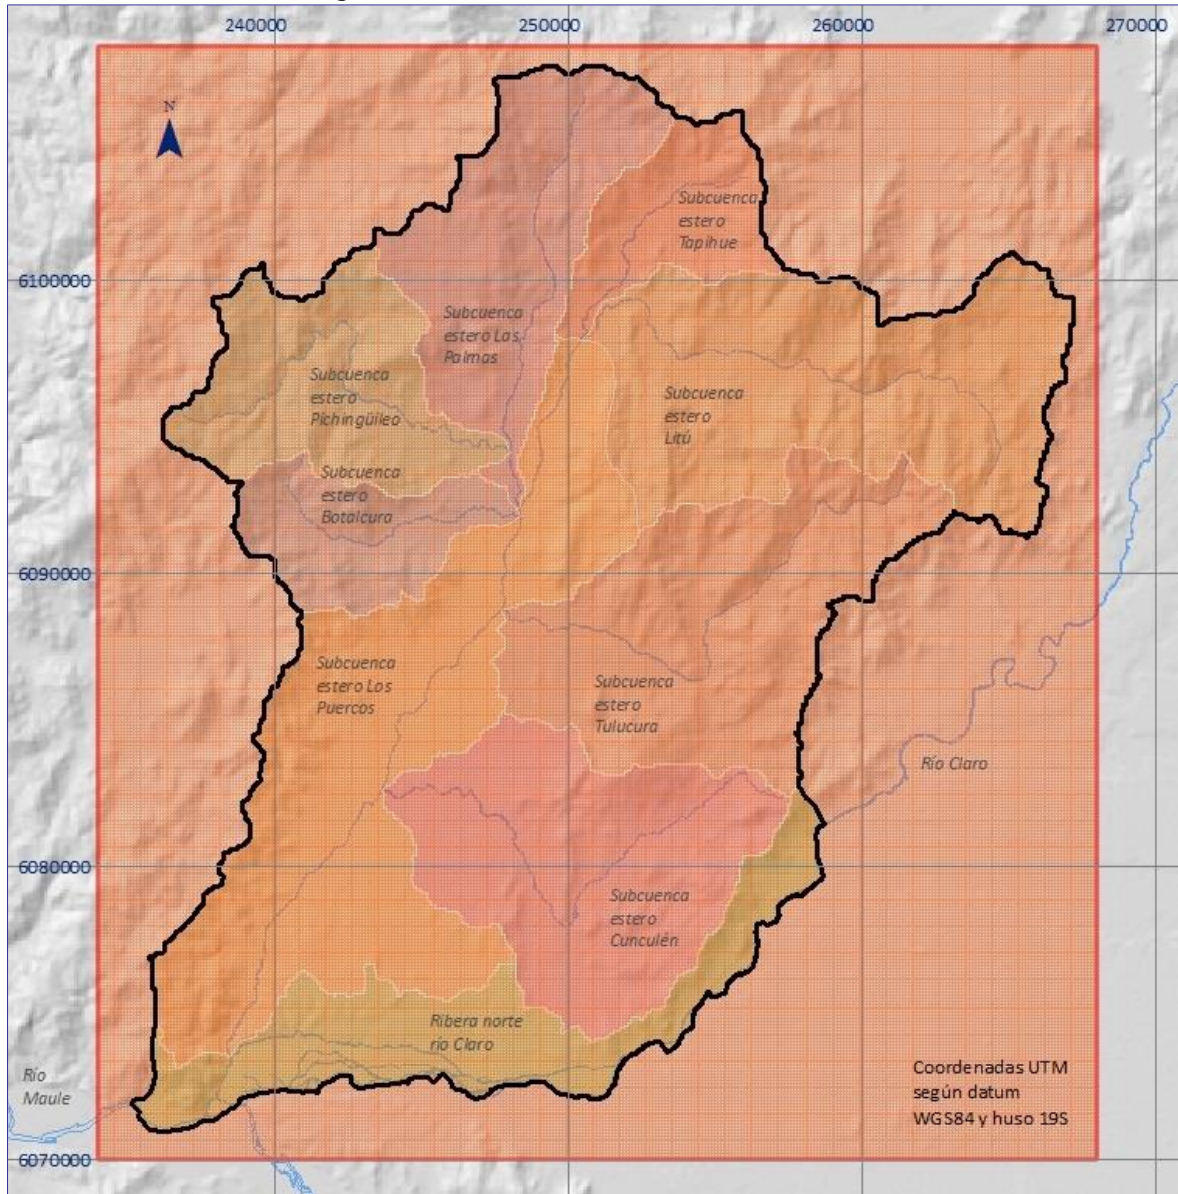 240000
250000
260000
270000
N
Subcuenca
estero
Tapihue
6100000
Subcuenca
estero Las
Palmas
Subcuenca
estero
Pichingüileo
Subcuenca
estero
Litú
Subcuenca
estero
Botalcura
6090000
Subcuenca
estero Los
Puercos
Subcuenca
estero
Tulucura
Río Claro
6080000
Subcuenca
estero
Cunculén
Ribera norte
río Claro
Río
Maule
Coordenadas UTM
según datum
WGS84 y huso 19S
6070000